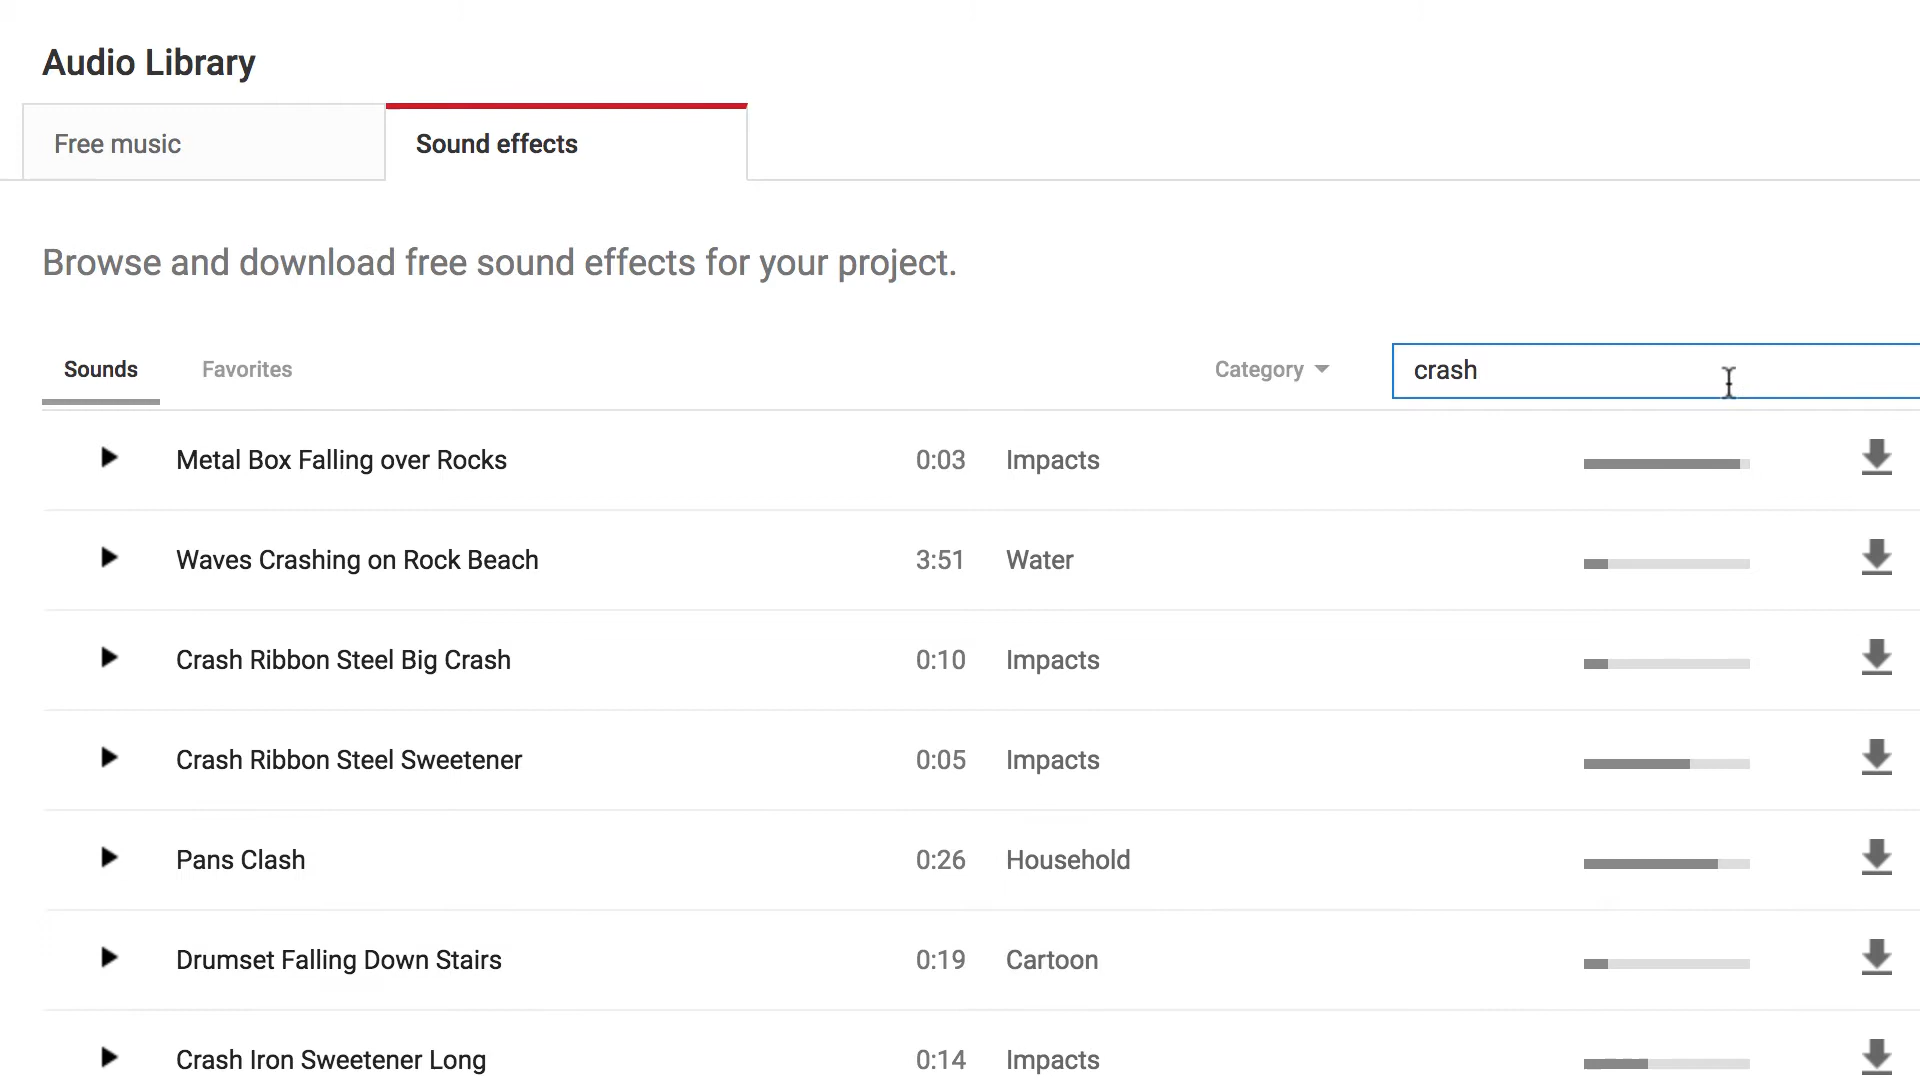 Audio Library
Free music
Sound effects
Browse and download free sound effects for your project.
Sounds
Favorites
Category
crash
Metal Box Falling over Rocks 0:03 Impacts
Waves Crashing on Rock Beach 3:51 Water
Crash Ribbon Steel Big Crash 0:10 Impacts
Crash Ribbon Steel Sweetener 0:05 Impacts
Pans Clash 0:26 Household
Drumset Falling Down Stairs 0:19 Cartoon
Crash Iron Sweetener Long 0:14 Impacts